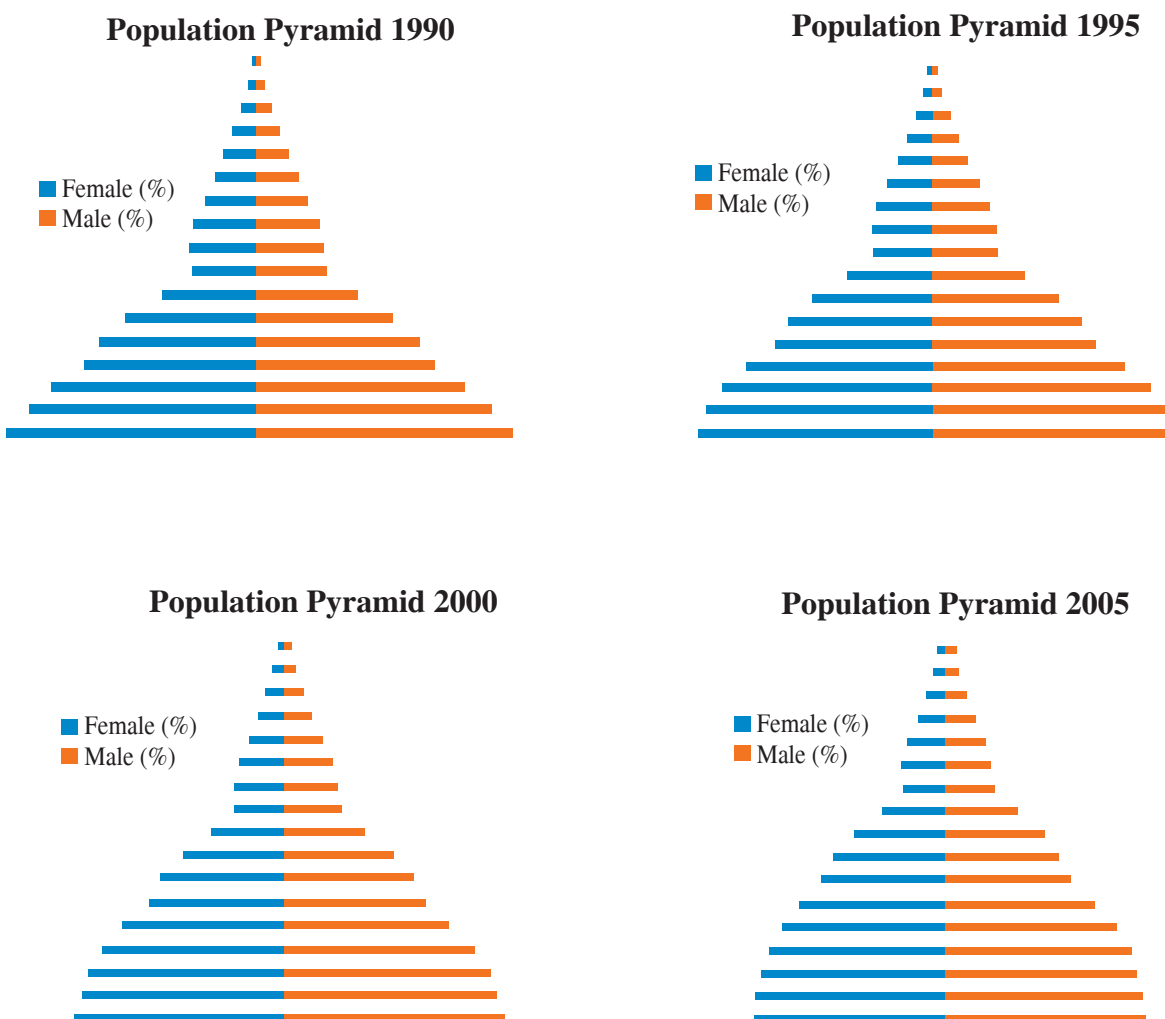 Population Pyramid 1990
Female (%)
Male (%)
Population Pyramid 1995
Female (%)
Male (%)
Population Pyramid 2000
Female (%)
Male (%)
Population Pyramid 2005
Female (%)
Male (%)